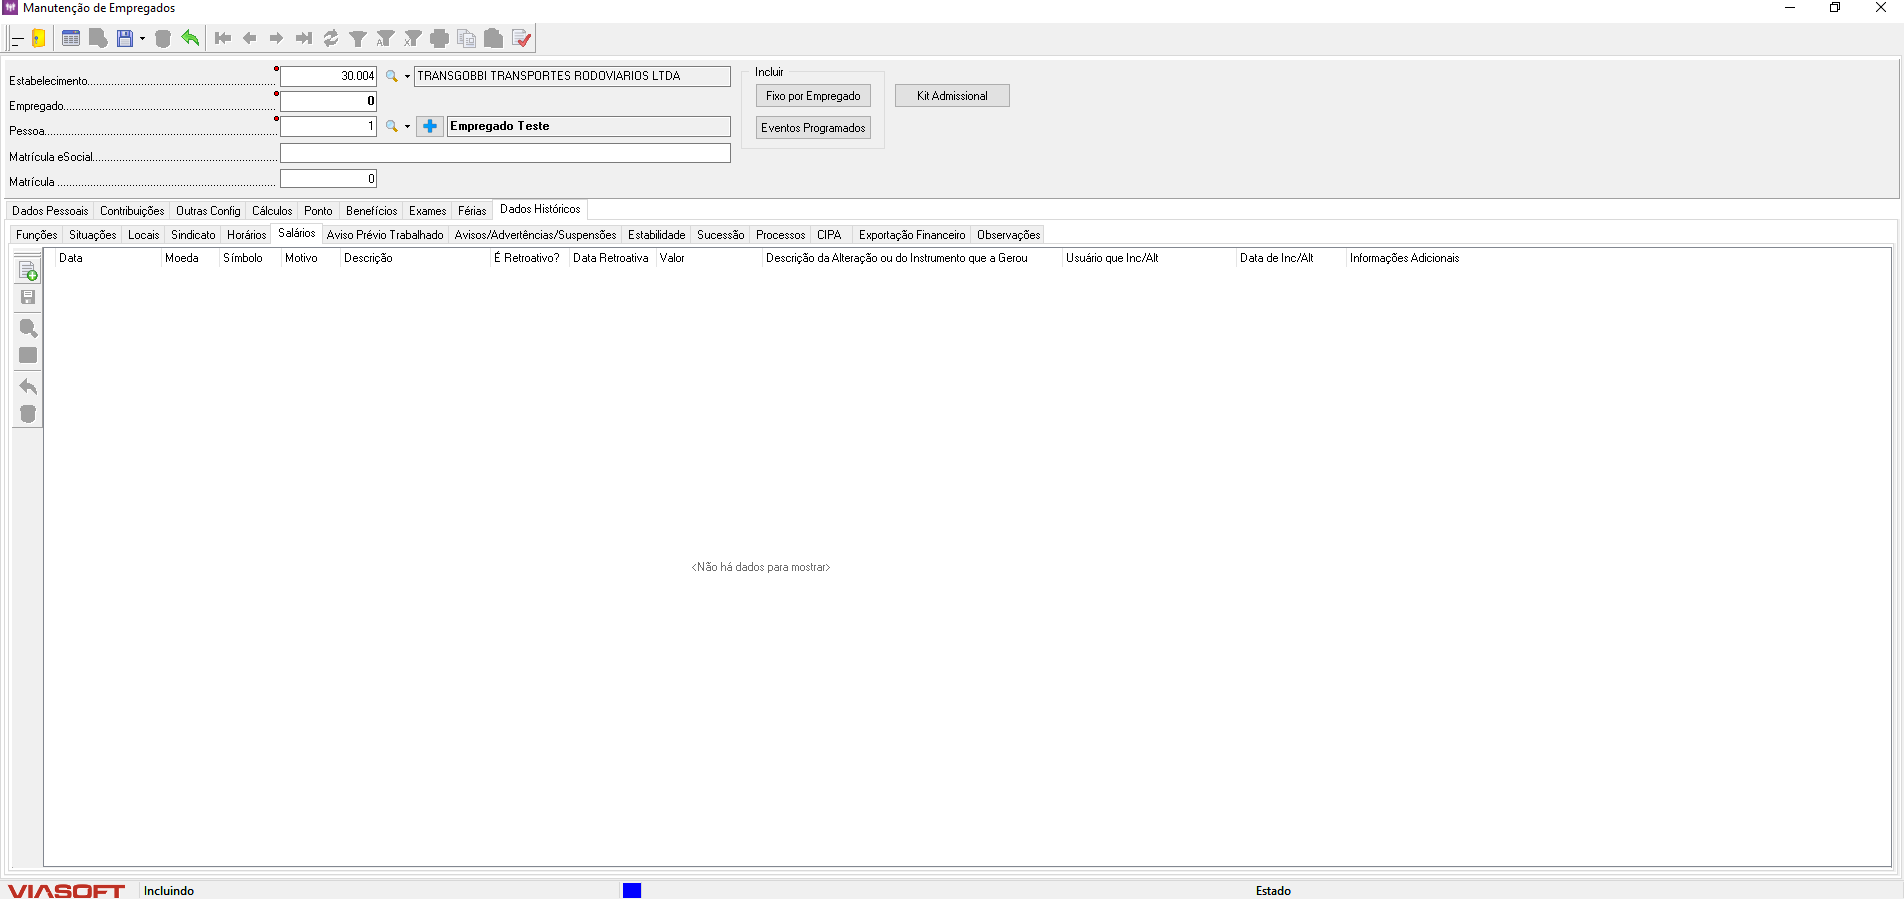 Manutenção de Empregados
Estabelecimento 30.004 TRANSGOBBI TRANSPORTES RODOVIARIOS LTDA
Incluir
Fixo por Empregado
Kit Admissional
Empregado 0
Pessoa 1 Empregado Teste
Eventos Programados
Matrícula eSocial
Matrícula 0
Dados Pessoais Contribuições Outras Config Cálculos Ponto Benefícios Exames Férias Dados Históricos
Funções Situações Locais Sindicato Horários Salários Aviso Prévio Trabalhado Avisos/Advertências/Suspensões Estabilidade Sucessão Processos CIPA Exportação Financeiro Observações
Data Moeda Símbolo Motivo Descrição É Retroativo? Data Retroativa Valor Descrição da Alteração ou do Instrumento que a Gerou Usuário que Inc/Alt Data de Inc/Alt Informações Adicionais
<Não há dados para mostrar>
VIASOFT Incluindo Estado